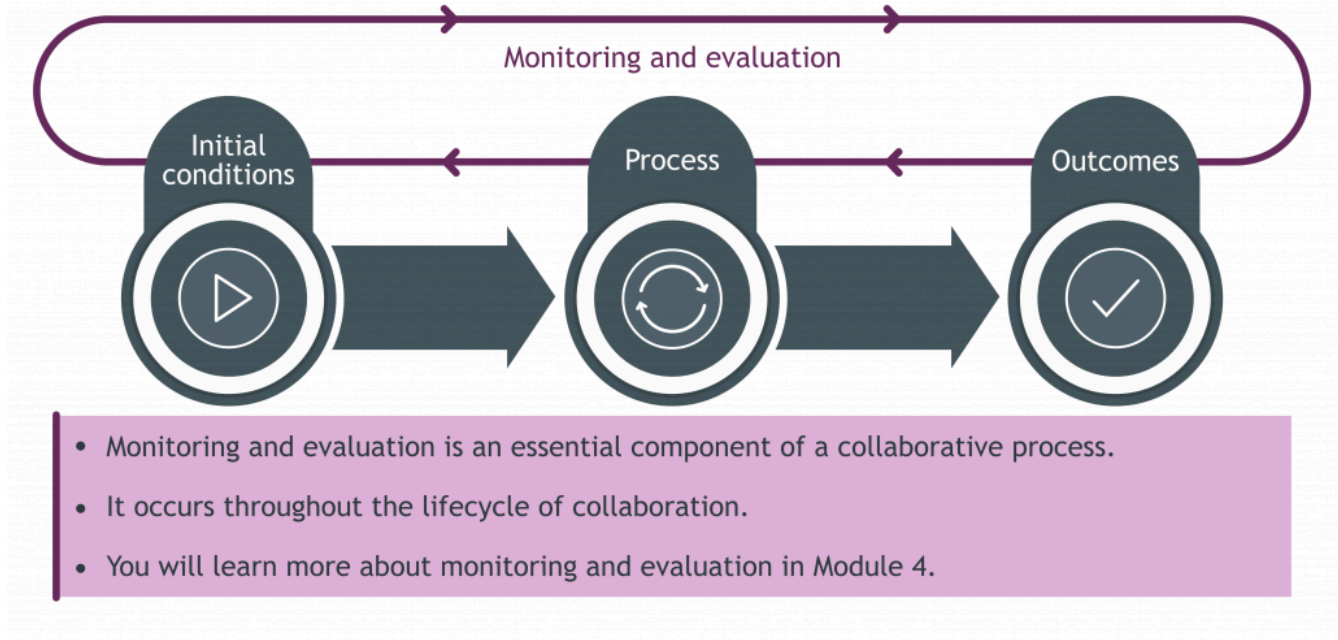 Monitoring and evaluation
Initial
conditions
Process
Outcomes
• Monitoring and evaluation is an essential component of a collaborative process.
• It occurs throughout the lifecycle of collaboration.
• You will learn more about monitoring and evaluation in Module 4.